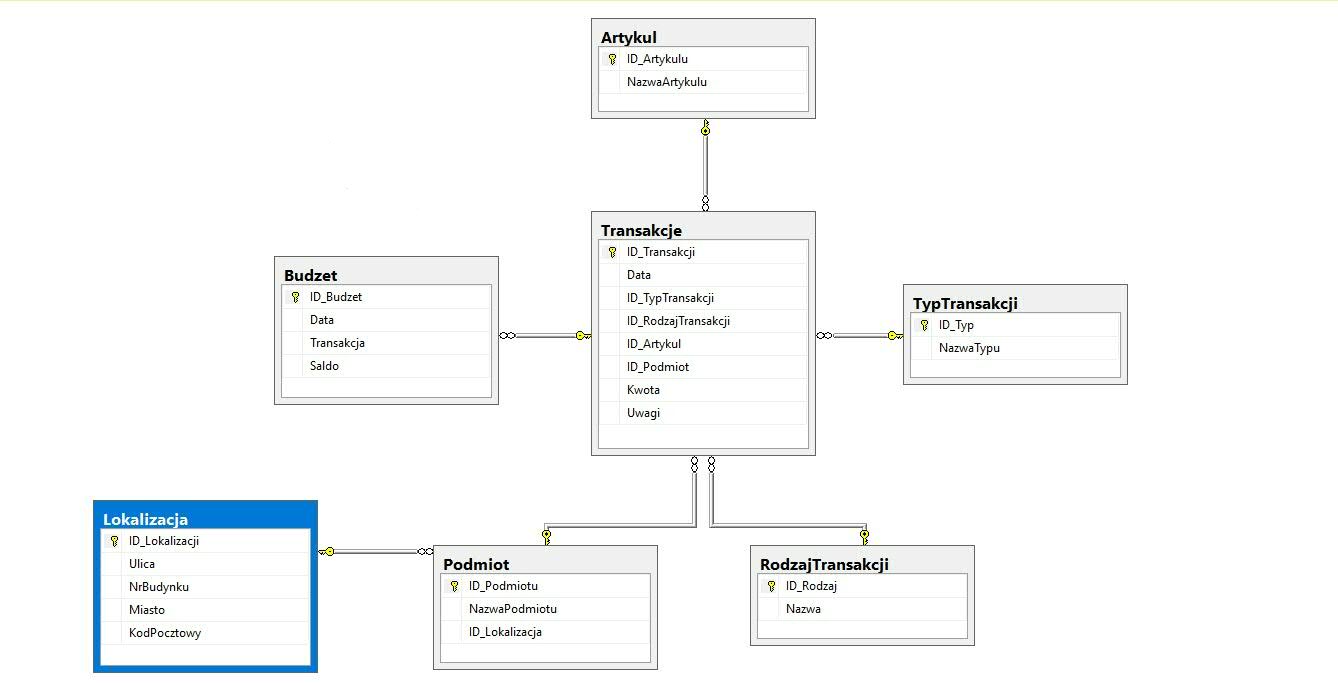 Artykul
ID_Artykulu
NazwaArtykulu
Transakcje
ID_Transakcji
Data
ID_TypTransakcji
ID_RodzajTransakcji
ID_Artykul
ID_Podmiot
Kwota
Uwagi
Budzet
ID_Budzet
Data
Transakcja
Saldo
TypTransakcji
ID_Typ
NazwaTypu
Lokalizacja
ID_Lokalizacji
Ulica
NrBudynku
Miasto
KodPocztowy
Podmiot
ID_Podmiotu
NazwaPodmiotu
ID_Lokalizacja
RodzajTransakcji
ID_Rodzaj
Nazwa